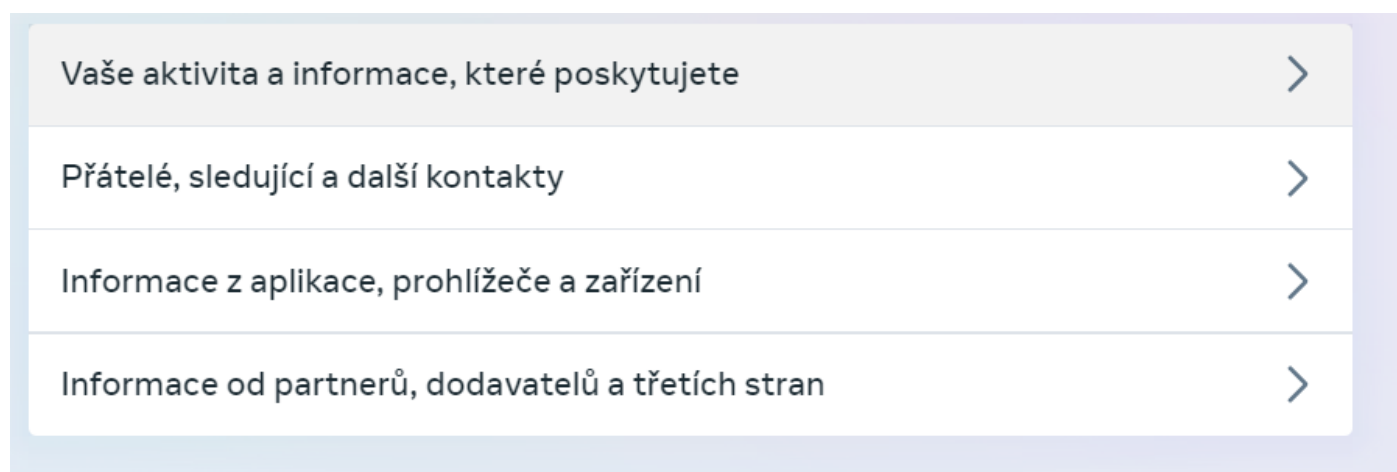 Vaše aktivita a informace, které poskytujete
Přátelé, sledující a další kontakty
Informace z aplikace, prohlížeče a zařízení
Informace od partnerů, dodavatelů a třetích stran